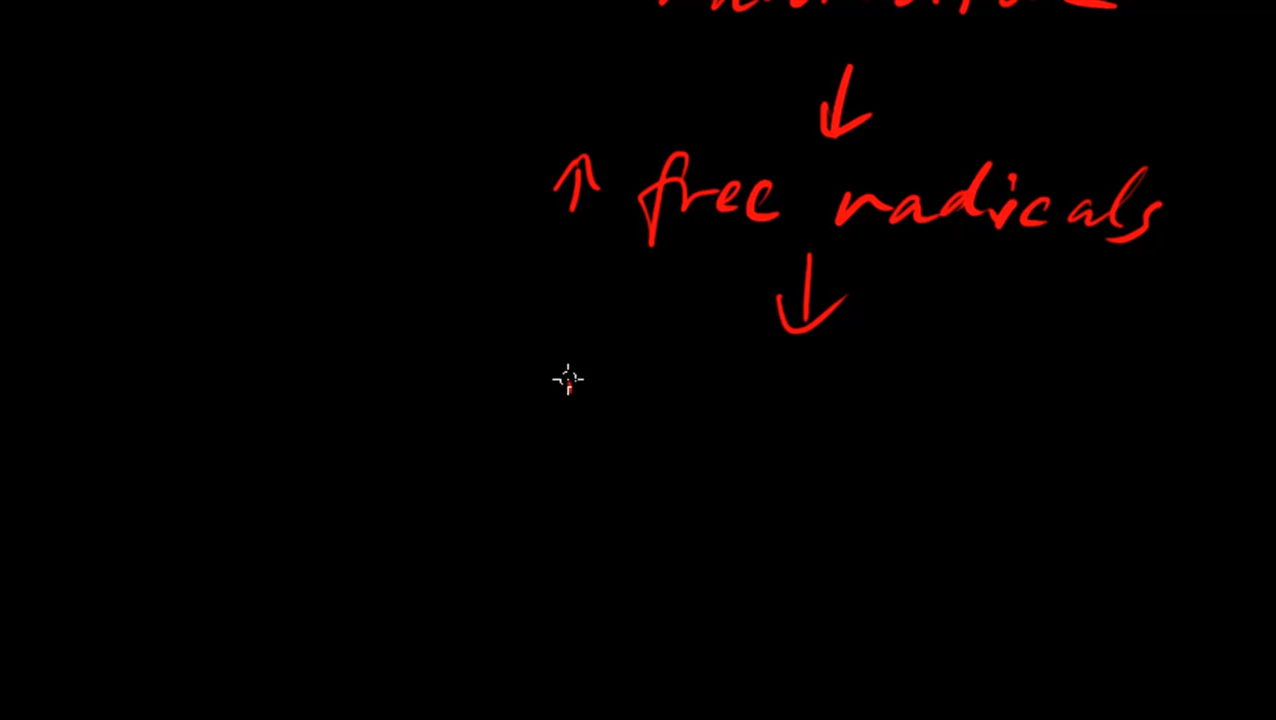 ↓
↑ free radicals
↓